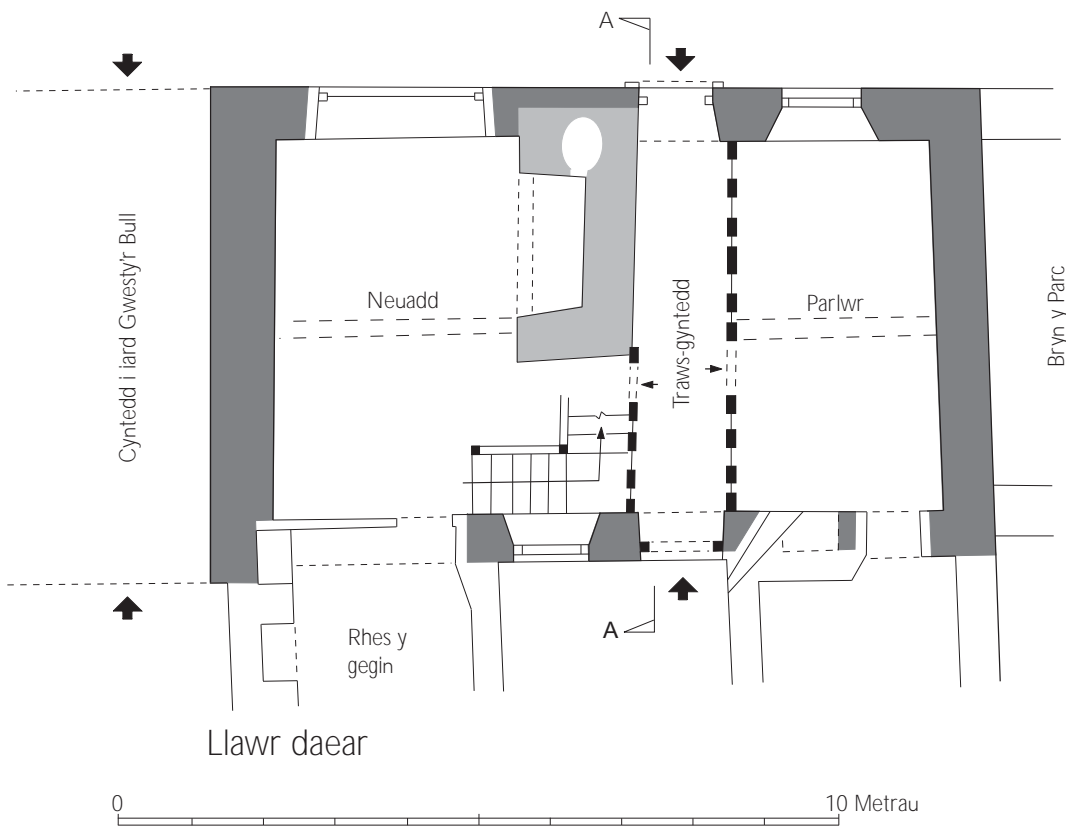 A
Cyntedd i iard Gwesty'r Bull
Neuadd
Traws-gyntedd
Parlwr
Bryn y Parc
A
Rhes y
gegin
Llawr daear
0
10 Metrau